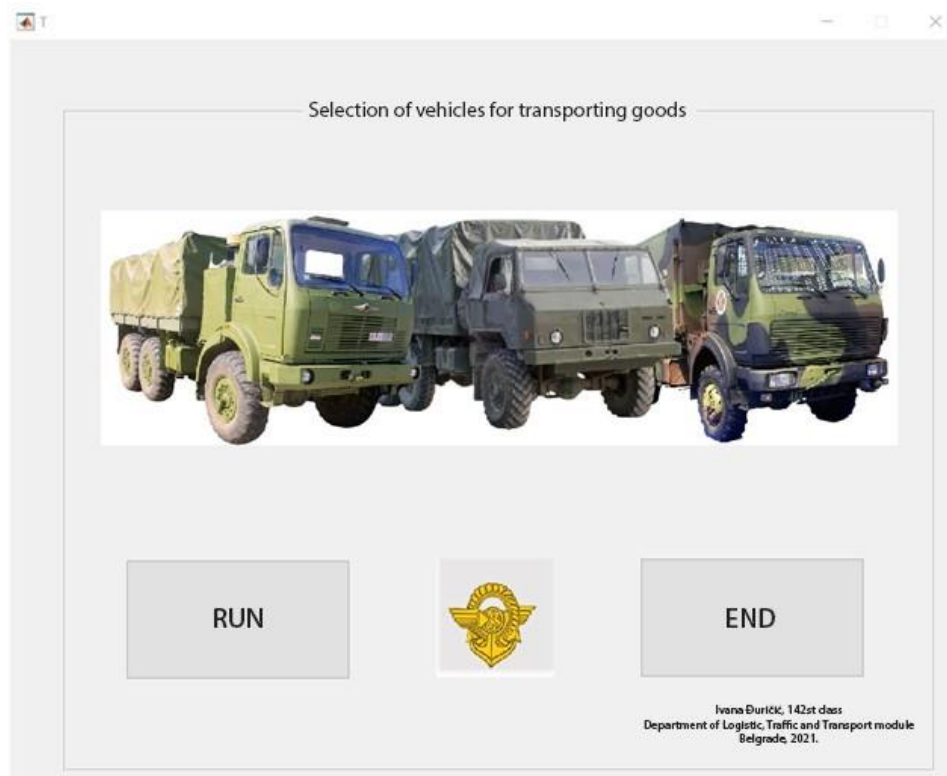 T
Selection of vehicles for transporting goods
RUN
END
Ivana Đuričić, 142st class
Department of Logistic, Traffic and Transport module
Belgrade, 2021.